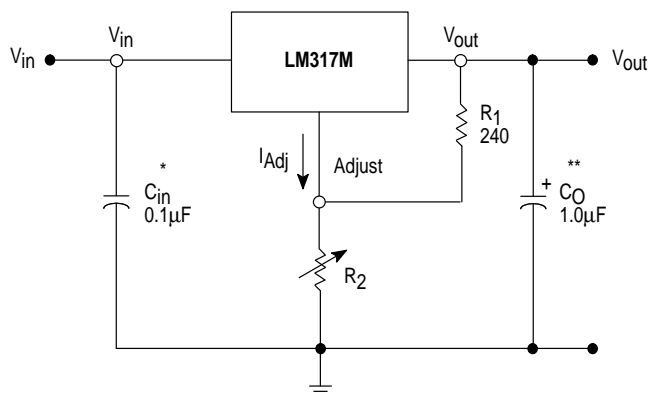 Vin
Vin
LM317M
Vout
Vout
R1
240
IAdj
Adjust
*
Cin
0.1µF
**
+
CO
1.0µF
R2